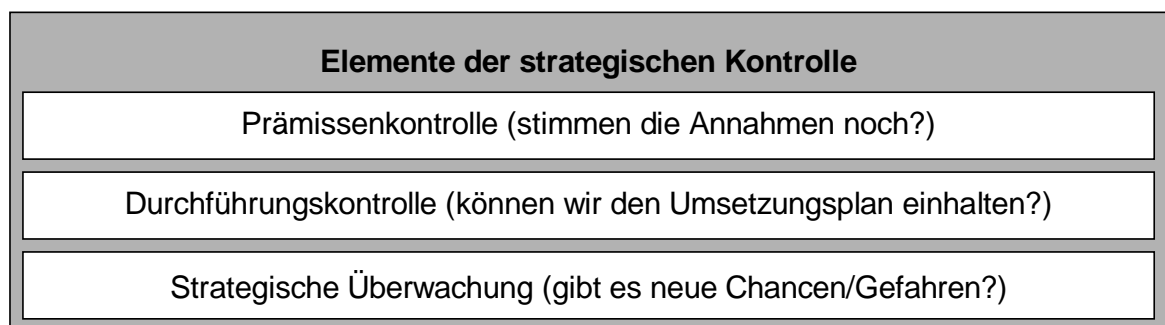 Elemente der strategischen Kontrolle
Prämissenkontrolle (stimmen die Annahmen noch?)
Durchführungskontrolle (können wir den Umsetzungsplan einhalten?)
Strategische Überwachung (gibt es neue Chancen/Gefahren?)